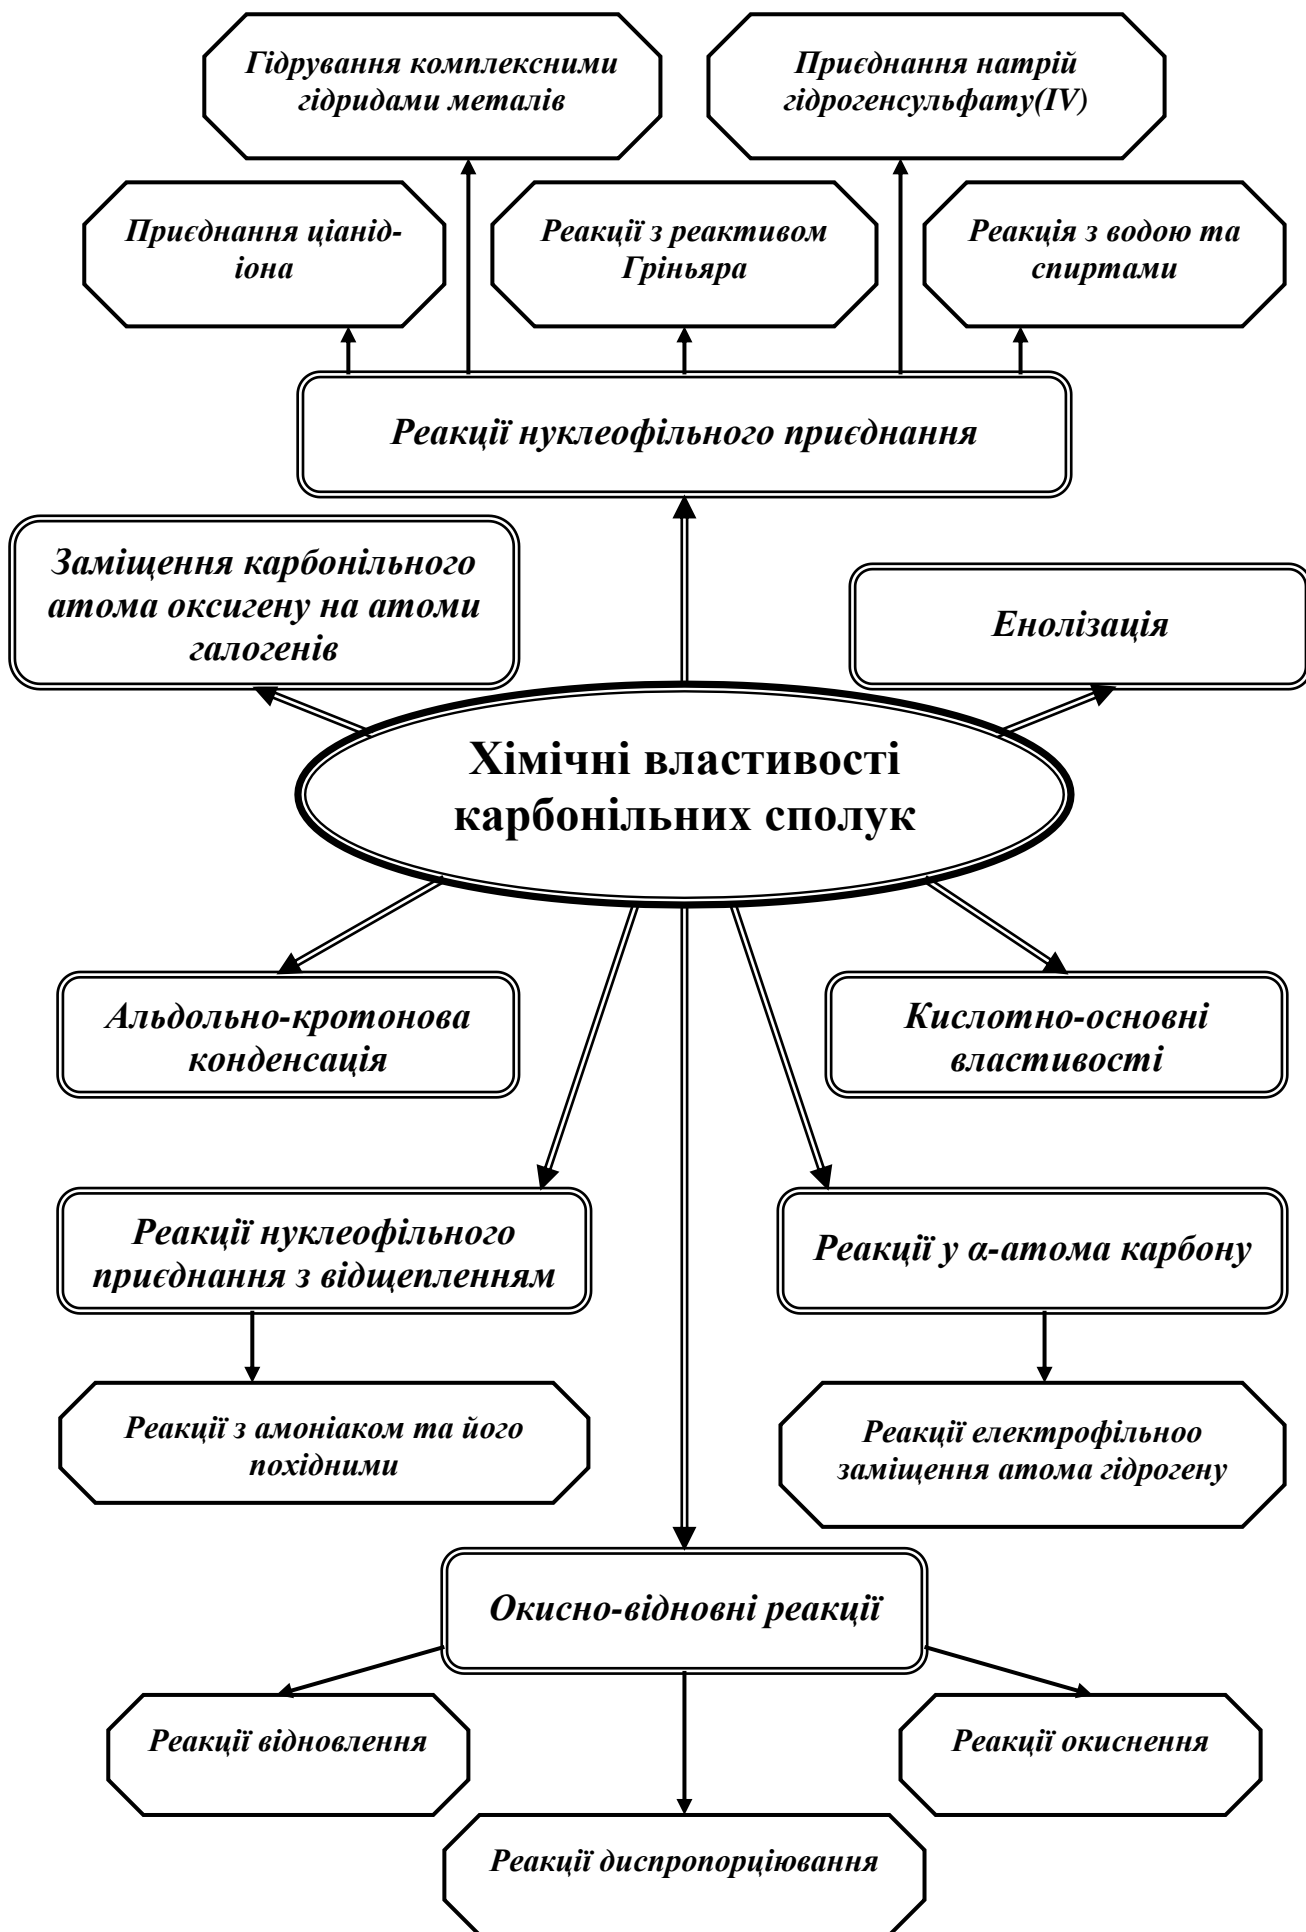 Гідрування комплексними
гідридами металів
Приєднання натрій
гідрогенсульфату(IV)
Приєднання ціанід-
іона
Реакції з реактивом
Гріньяра
Реакція з водою та
спиртами
Реакції нуклеофільного приєднання
Заміщення карбонільного
атома оксигену на атоми
галогенів
Енолізація
Хімічні властивості
карбонільних сполук
Альдольно-кротонова
конденсація
Кислотно-основні
властивості
Реакції нуклеофільного
приєднання з відщепленням
Реакції у α-атома карбону
Реакції з амоніаком та його
похідними
Реакції електрофільноо
заміщення атома гідрогену
Окисно-відновні реакції
Реакції відновлення
Реакції окиснення
Реакції диспропорціювання